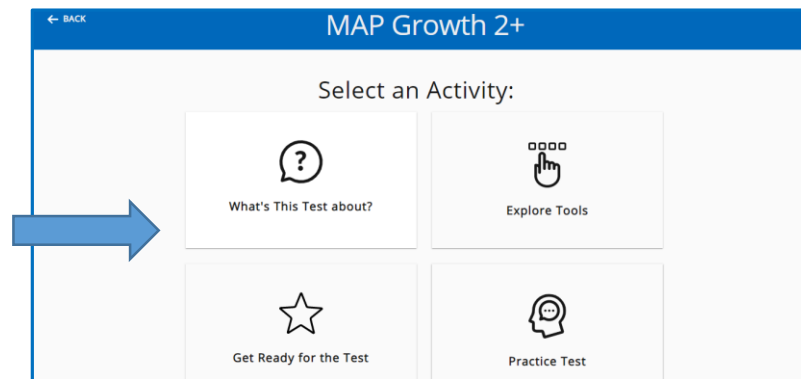 ← BACK
MAP Growth 2+
Select an Activity:
What's This Test about?
Explore Tools
Get Ready for the Test
Practice Test